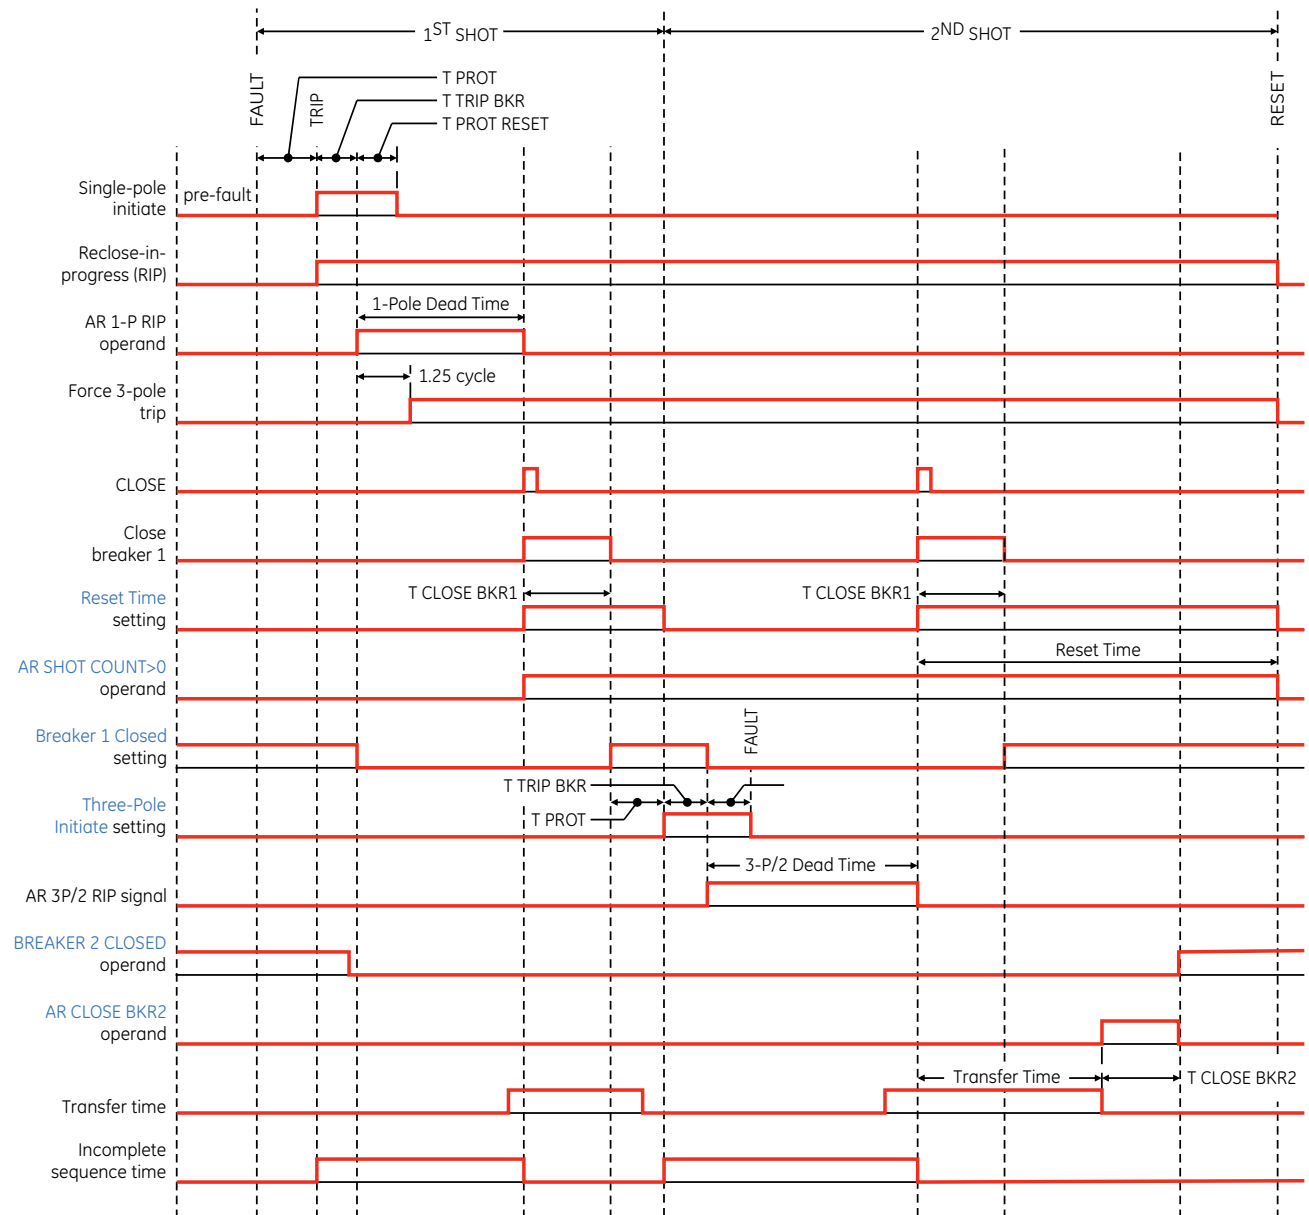 1ST SHOT
2ND SHOT
FAULT
TRIP
RESET
T PROT
T TRIP BKR
T PROT RESET
Single-pole
initiate
pre-fault
Reclose-in-
progress (RIP)
1-Pole Dead Time
AR 1-P RIP
operand
1.25 cycle
Force 3-pole
trip
CLOSE
Close
breaker 1
T CLOSE BKR1
T CLOSE BKR1
Reset Time
setting
Reset Time
AR SHOT COUNT>0
operand
FAULT
Breaker 1 Closed
setting
T TRIP BKR
T PROT
Three-Pole
Initiate setting
3-P/2 Dead Time
AR 3P/2 RIP signal
BREAKER 2 CLOSED
operand
AR CLOSE BKR2
operand
Transfer Time
T CLOSE BKR2
Transfer time
Incomplete
sequence time